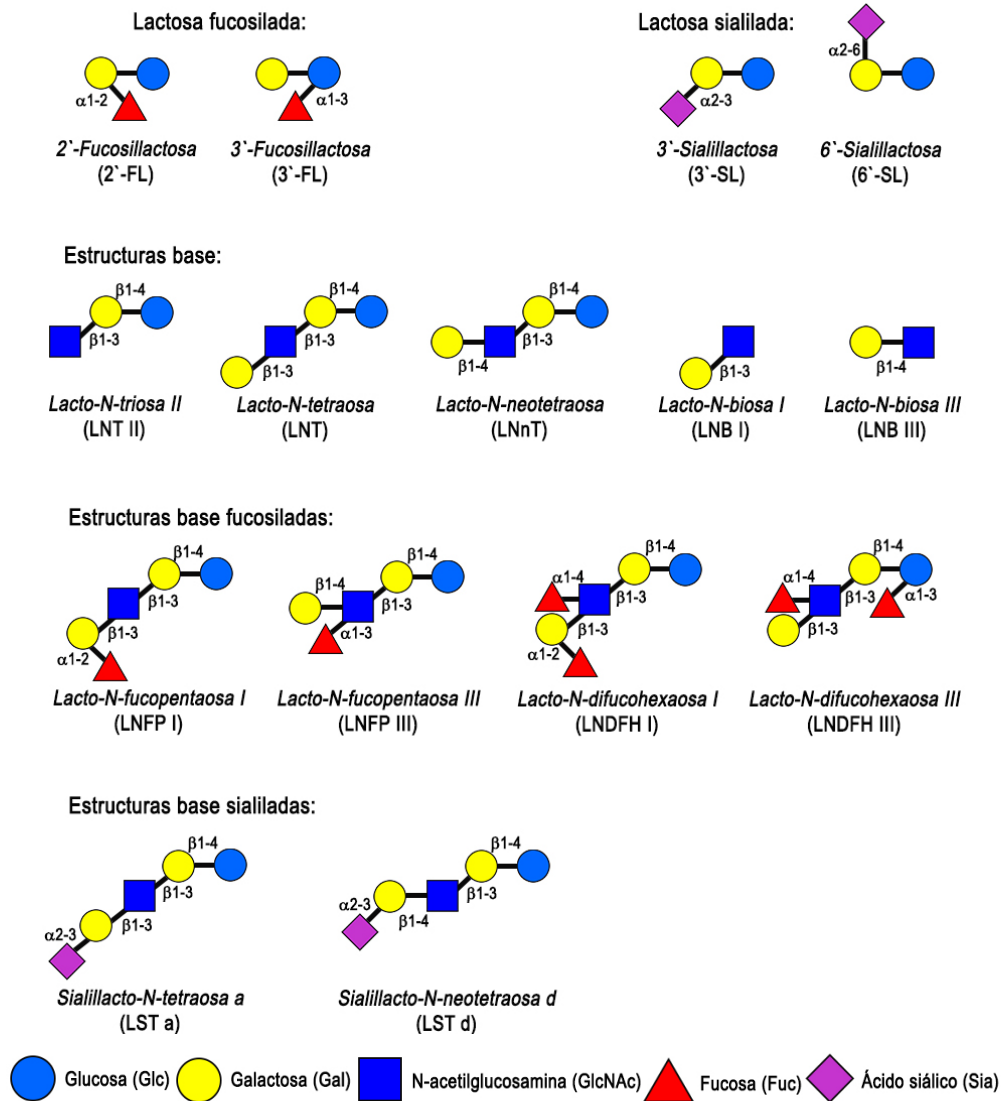 Lactosa fucosilada:
Lactosa sialilada:
α1-2
α1-3
α2-3
α2-6
2`-Fucosillactosa
(2`-FL)
3`-Fucosillactosa
(3`-FL)
3`-Sialillactosa
(3`-SL)
6`-Sialillactosa
(6`-SL)
Estructuras base:
β1-4
β1-3
β1-4
β1-3
β1-3
β1-4
β1-3
β1-4
β1-3
β1-4
Lacto-N-triosa II
(LNT II)
Lacto-N-tetraosa
(LNT)
Lacto-N-neotetraosa
(LNnT)
Lacto-N-biosa I
(LNB I)
Lacto-N-biosa III
(LNB III)
Estructuras base fucosiladas:
β1-4
β1-3
β1-3
α1-2
β1-4
β1-4
β1-3
α1-3
β1-4
α1-4
β1-3
β1-3
α1-2
β1-4
α1-4
β1-3
α1-3
β1-3
Lacto-N-fucopentaosa I
(LNFP I)
Lacto-N-fucopentaosa III
(LNFP III)
Lacto-N-difucohexaosa I
(LNDFH I)
Lacto-N-difucohexaosa III
(LNDFH III)
Estructuras base sialiladas:
β1-4
β1-3
β1-3
α2-3
β1-4
β1-3
β1-4
α2-3
Sialillacto-N-tetraosa a
(LST a)
Sialillacto-N-neotetraosa d
(LST d)
Glucosa (Glc)
Galactosa (Gal)
N-acetilglucosamina (GlcNAc)
Fucosa (Fuc)
Ácido siálico (Sia)